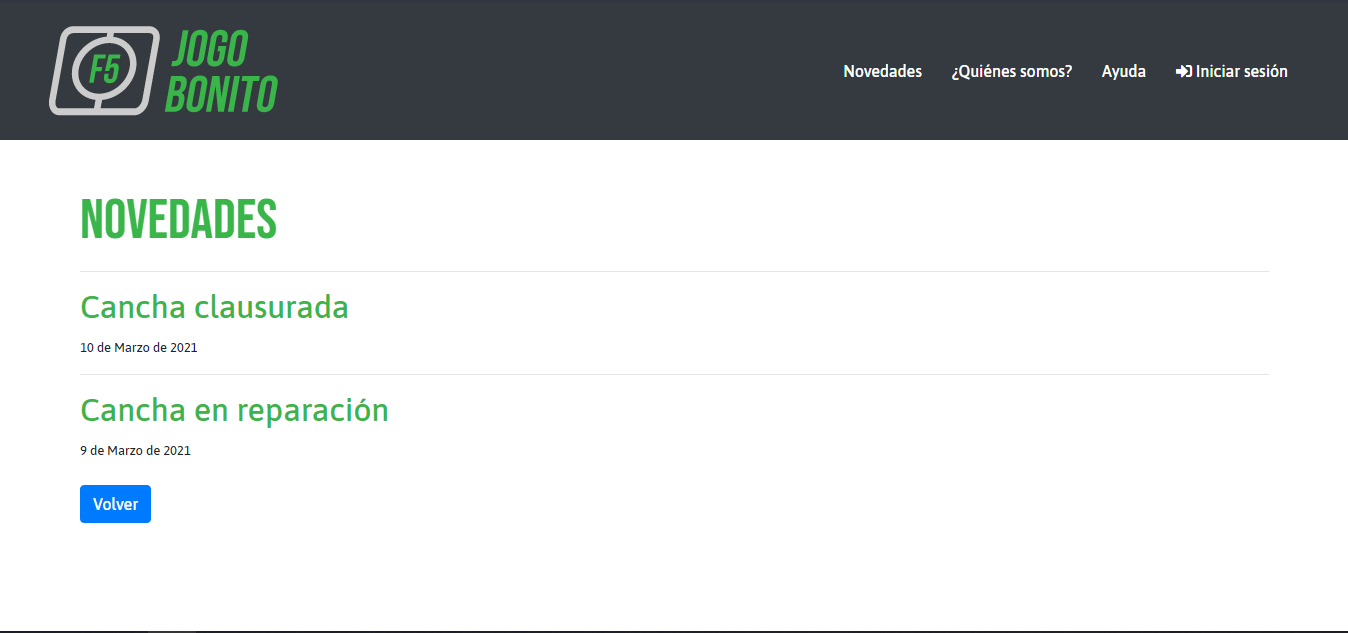 F5
JOGO
BONITO
Novedades
¿Quiénes somos?
Ayuda
Iniciar sesión
NOVEDADES
Cancha clausurada
10 de Marzo de 2021
Cancha en reparación
9 de Marzo de 2021
Volver